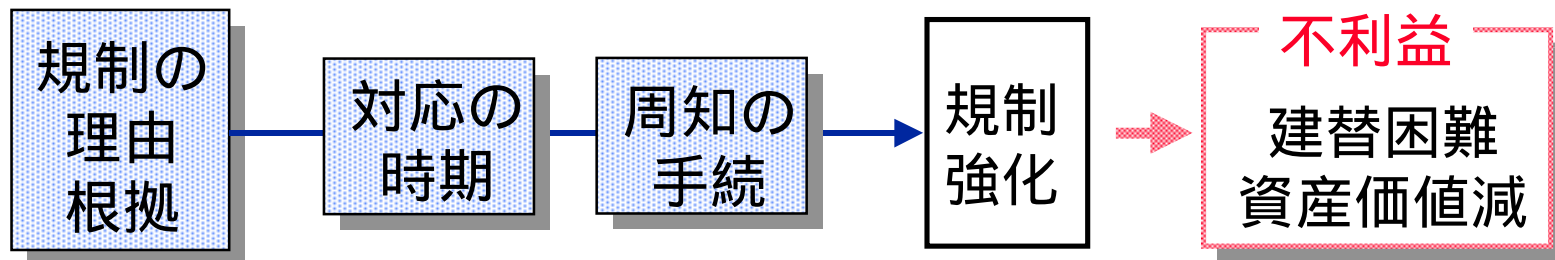 規制の
理由
根拠
対応の
時期
周知の
手続
規制
強化
不利益
建替困難
資産価値減